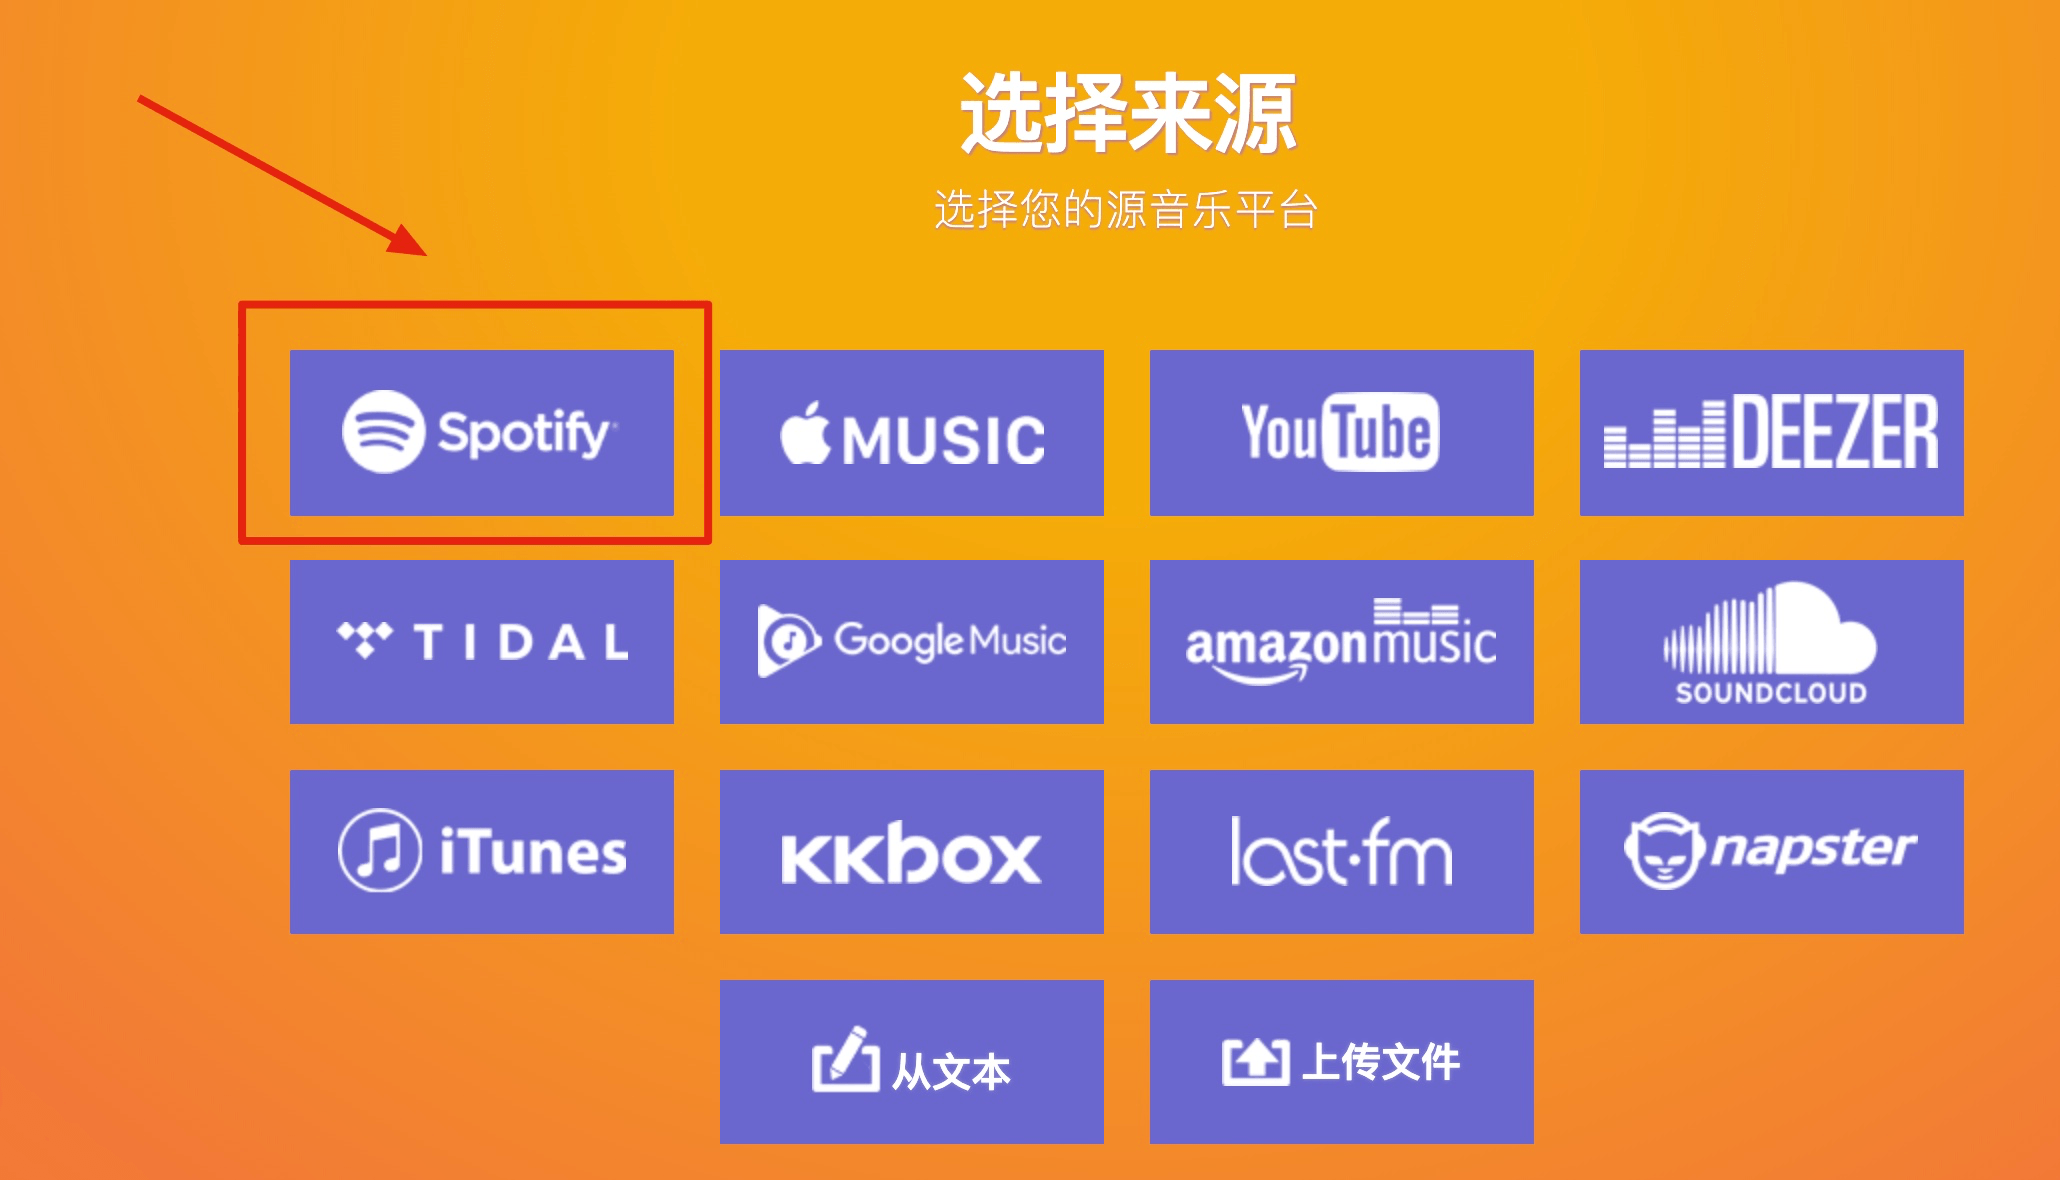 选择来源
选择您的源音乐平台
Spotify
MUSIC
YouTube
DEEZER
TIDAL
Google Music
amazon music
SOUNDCLOUD
iTunes
KKbox
last.fm
napster
从文本
上传文件